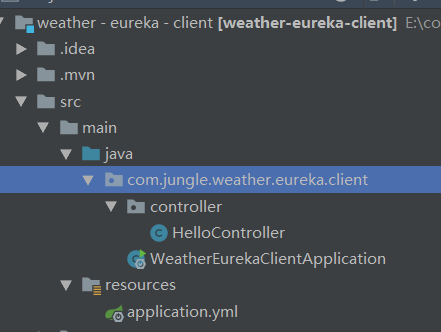 weather - eureka - client [weather-eureka-client] E:\co
.idea
.mvn
src
main
java
com.jungle.weather.eureka.client
controller
HelloController
WeatherEurekaClientApplication
resources
application.yml